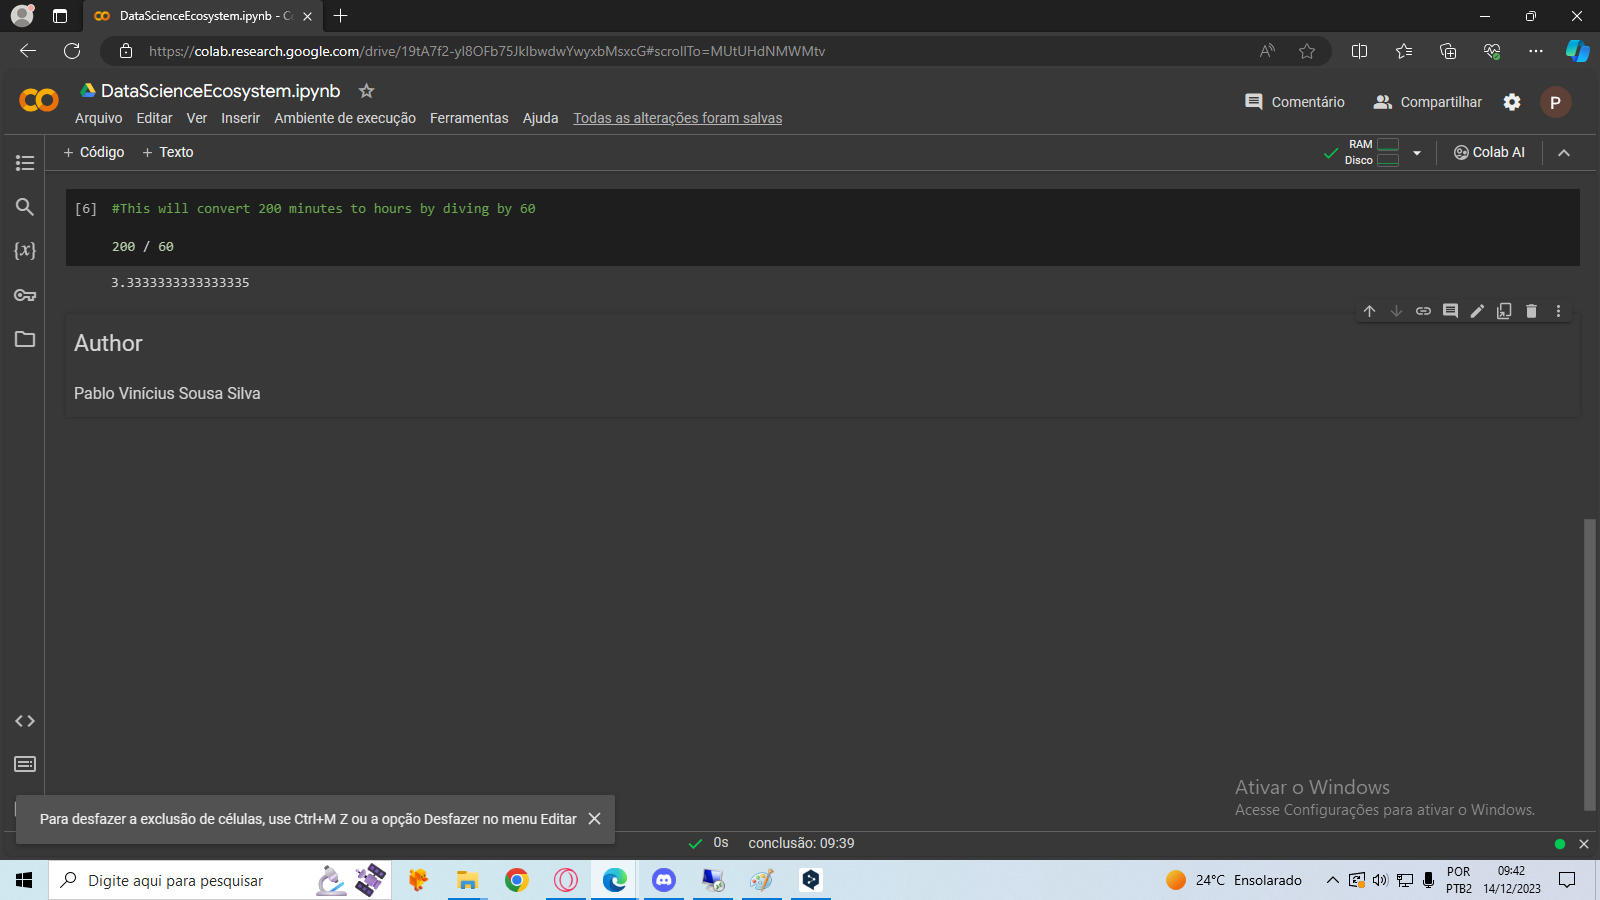 DataScienceEcosystem.ipynb - Co
https://colab.research.google.com/drive/19tA7f2-yl8OFb75JkIbwdwYwyxbMsxcG#scrollTo=MUtUHdNMWMtv
DataScienceEcosystem.ipynb
Comentário
Compartilhar
P
Arquivo Editar Ver Inserir Ambiente de execução Ferramentas Ajuda Todas as alterações foram salvas
+ Código + Texto
RAM
Disco
Colab AI
[6] #This will convert 200 minutes to hours by diving by 60
200 / 60
3.3333333333333335
Author
Pablo Vinícius Sousa Silva
Ativar o Windows
Acesse Configurações para ativar o Windows.
Para desfazer a exclusão de células, use Ctrl+M Z ou a opção Desfazer no menu Editar
0s conclusão: 09:39
Digite aqui para pesquisar
24°C Ensolarado
POR
PTB2
09:42
14/12/2023